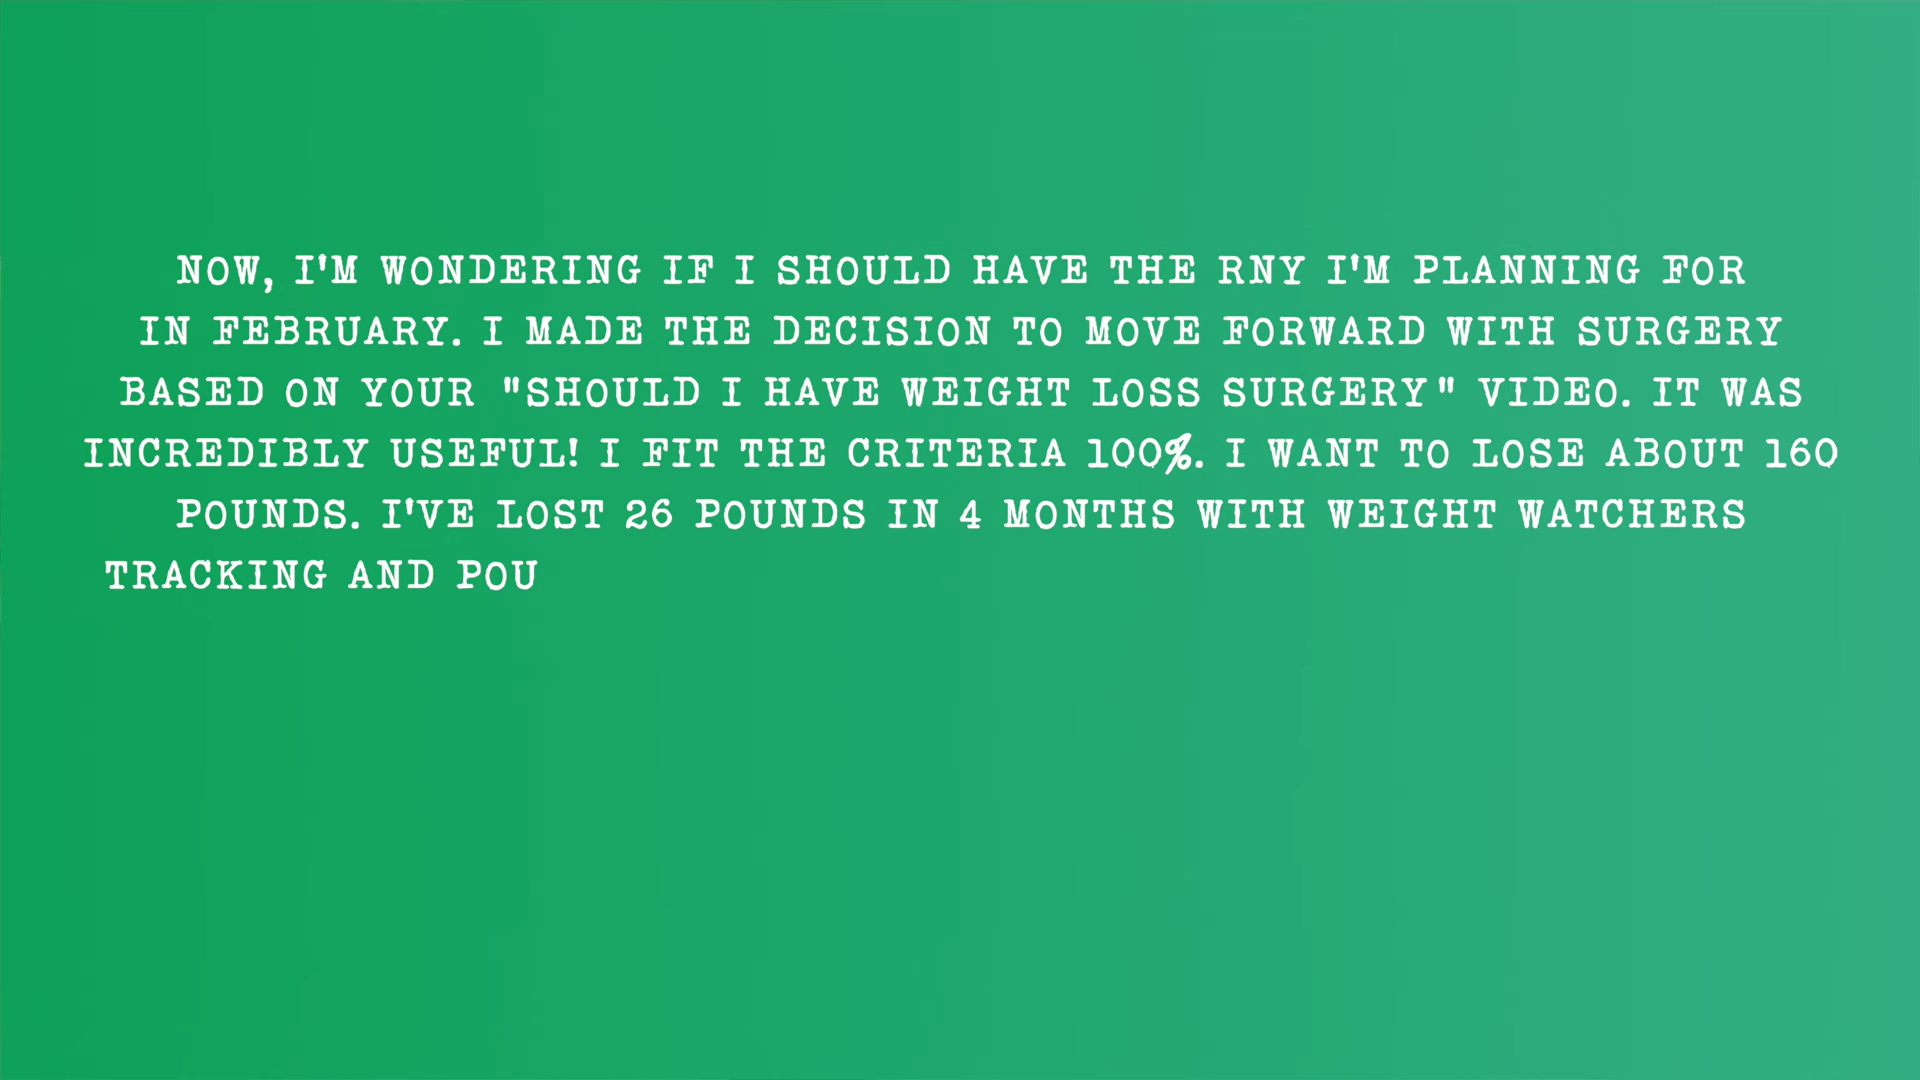 NOW, I'M WONDERING IF I SHOULD HAVE THE RNY I'M PLANNING FOR
IN FEBRUARY. I MADE THE DECISION TO MOVE FORWARD WITH SURGERY
BASED ON YOUR "SHOULD I HAVE WEIGHT LOSS SURGERY" VIDEO. IT WAS
INCREDIBLY USEFUL! I FIT THE CRITERIA 100%. I WANT TO LOSE ABOUT 160
POUNDS. I'VE LOST 26 POUNDS IN 4 MONTHS WITH WEIGHT WATCHERS
TRACKING AND POU